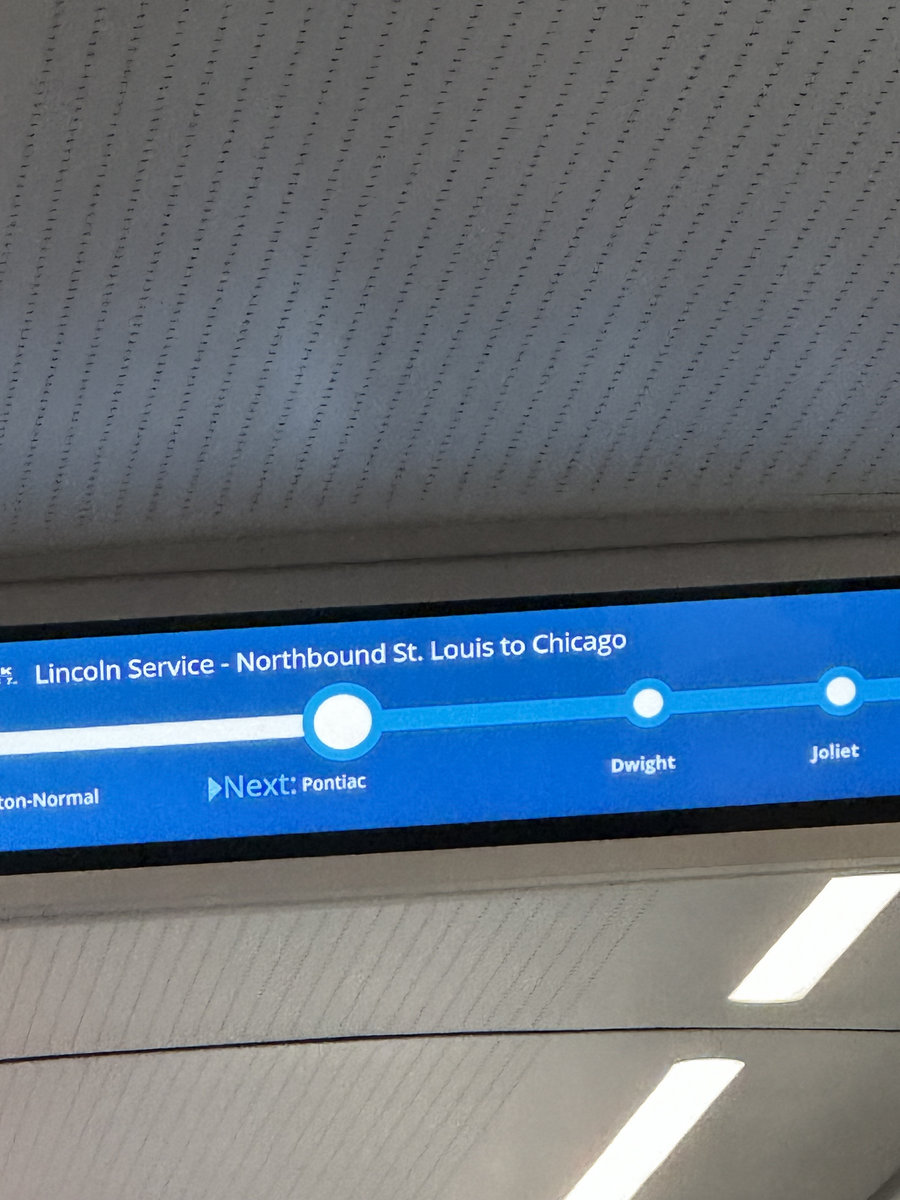 Lincoln Service - Northbound St. Louis to Chicago
ton-Normal
Next: Pontiac
Dwight
Joliet